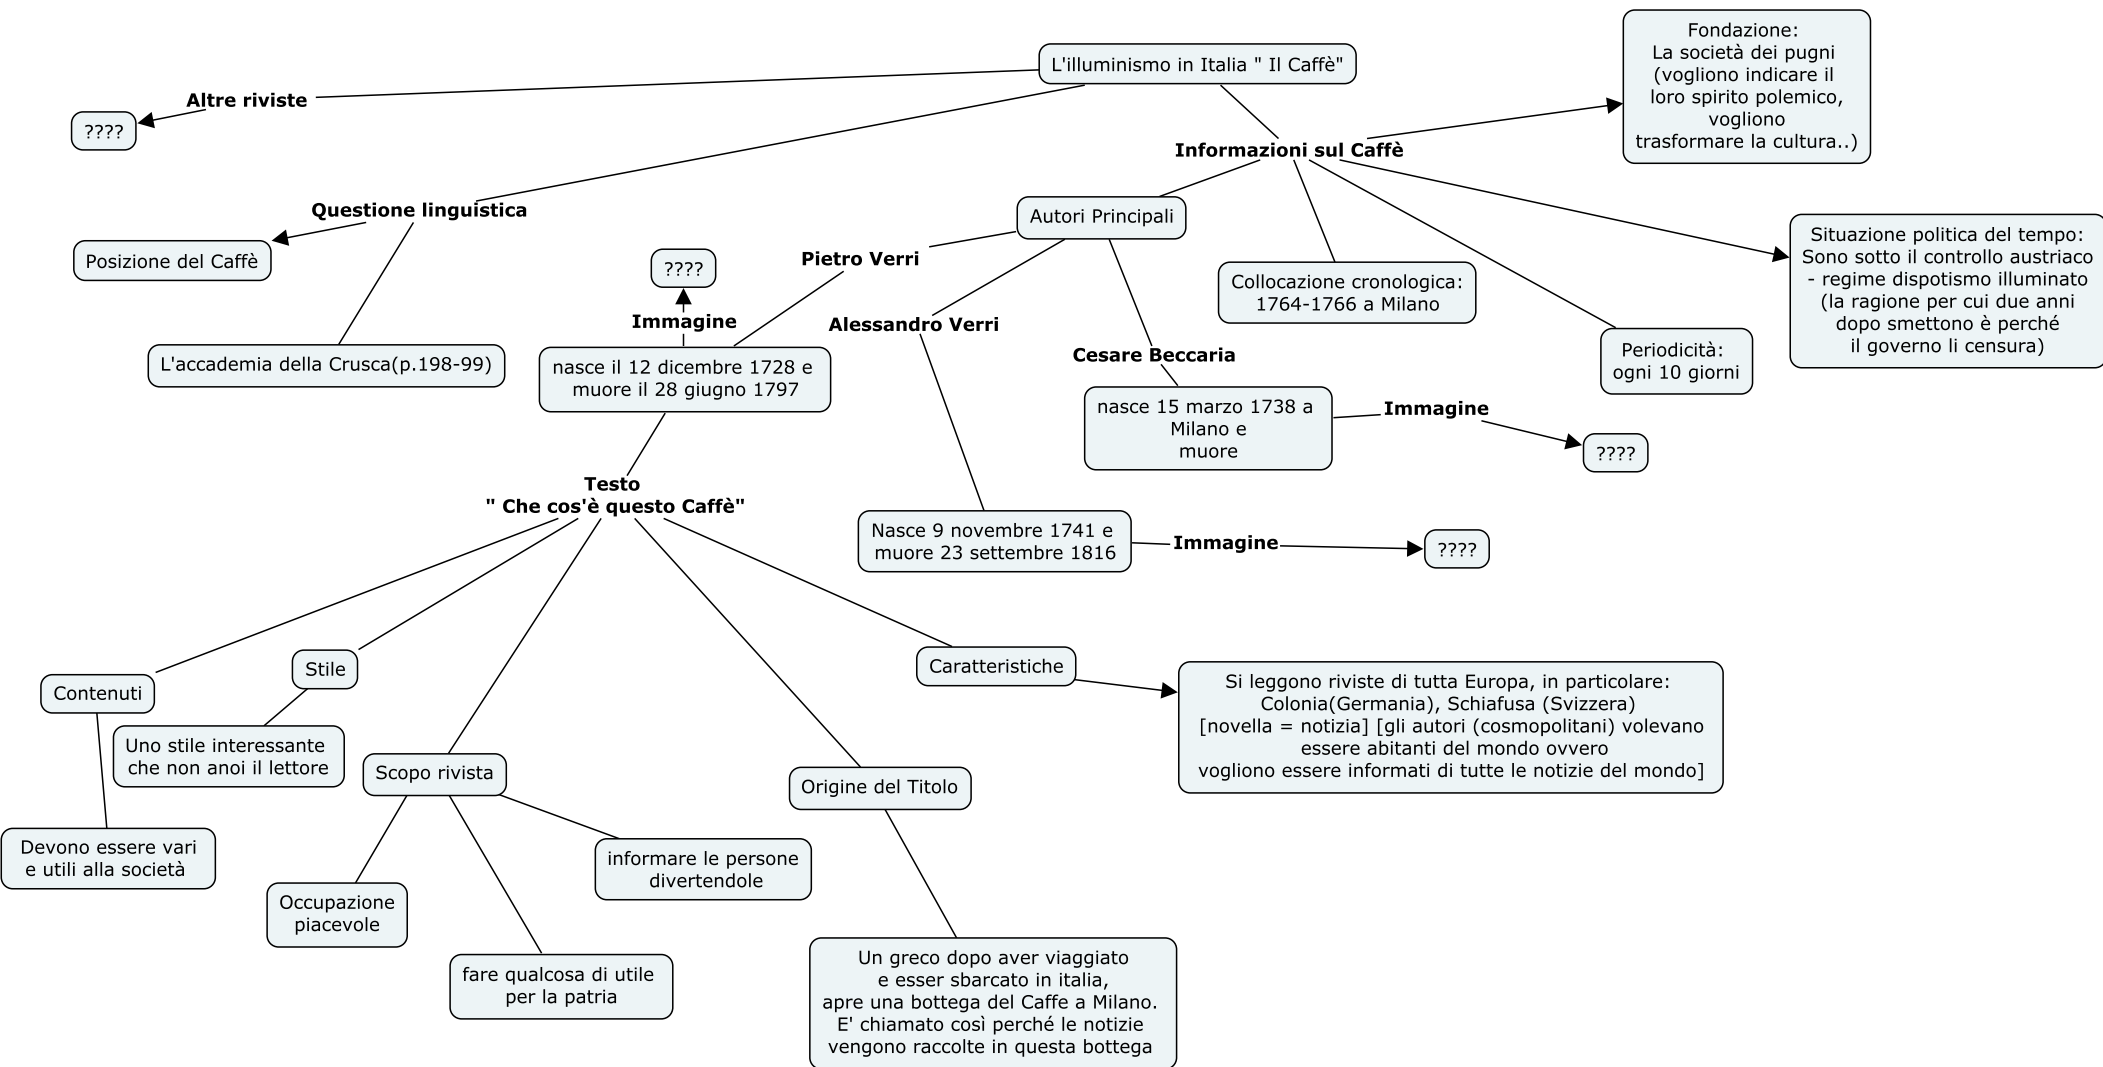 L'illuminismo in Italia " Il Caffè"
Fondazione:
La società dei pugni
(vogliono indicare il
loro spirito polemico,
vogliono
trasformare la cultura..)
Altre riviste
????
Informazioni sul Caffè
Questione linguistica
Posizione del Caffè
L'accademia della Crusca(p.198-99)
Autori Principali
Situazione politica del tempo:
Sono sotto il controllo austriaco
- regime dispotismo illuminato
(la ragione per cui due anni
dopo smettono è perché
il governo li censura)
Collocazione cronologica:
1764-1766 a Milano
Periodicità:
ogni 10 giorni
Pietro Verri
????
Immagine
nasce il 12 dicembre 1728 e
muore il 28 giugno 1797
Alessandro Verri
Cesare Beccaria
nasce 15 marzo 1738 a
Milano e
muore
Immagine
????
Nasce 9 novembre 1741 e
muore 23 settembre 1816
Immagine
????
Testo
" Che cos'è questo Caffè"
Contenuti
Devono essere vari
e utili alla società
Stile
Uno stile interessante
che non anoi il lettore
Scopo rivista
Occupazione
piacevole
fare qualcosa di utile
per la patria
informare le persone
divertendole
Origine del Titolo
Un greco dopo aver viaggiato
e esser sbarcato in italia,
apre una bottega del Caffe a Milano.
E' chiamato così perché le notizie
vengono raccolte in questa bottega
Caratteristiche
Si leggono riviste di tutta Europa, in particolare:
Colonia(Germania), Schiafusa (Svizzera)
[novella = notizia] [gli autori (cosmopolitani) volevano
essere abitanti del mondo ovvero
vogliono essere informati di tutte le notizie del mondo]